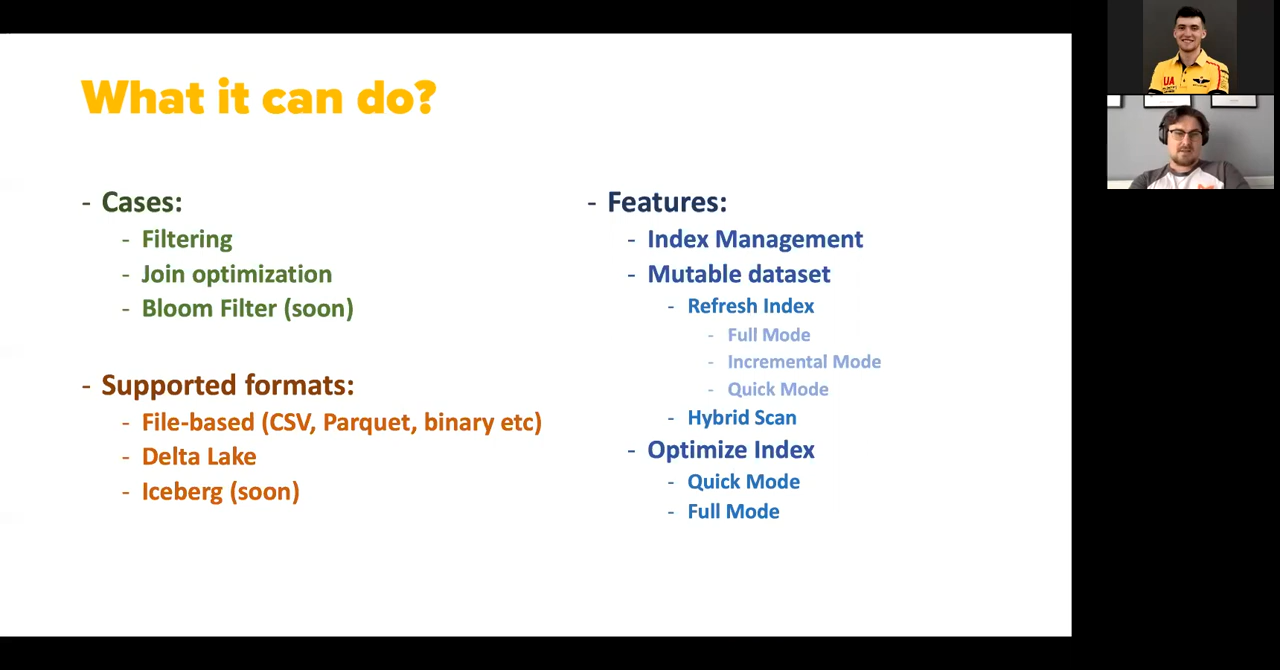 What it can do?
- Cases:
- Filtering
- Join optimization
- Bloom Filter (soon)
- Supported formats:
- File-based (CSV, Parquet, binary etc)
- Delta Lake
- Iceberg (soon)
- Features:
- Index Management
- Mutable dataset
- Refresh Index
- Full Mode
- Incremental Mode
- Quick Mode
- Hybrid Scan
- Optimize Index
- Quick Mode
- Full Mode
UA